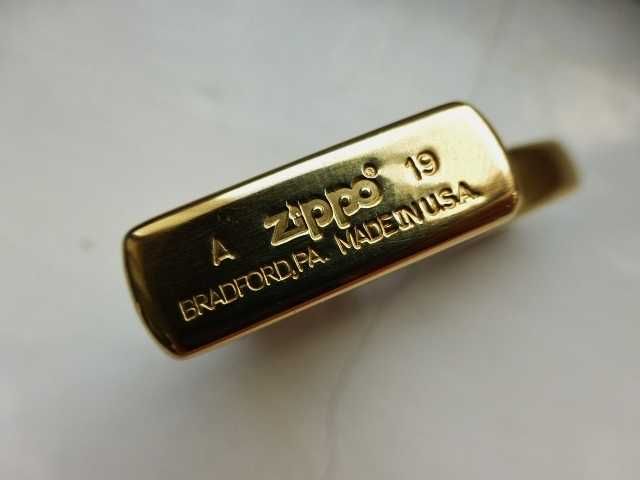 A zippo® 19
BRADFORD,PA. MADE IN U.S.A.